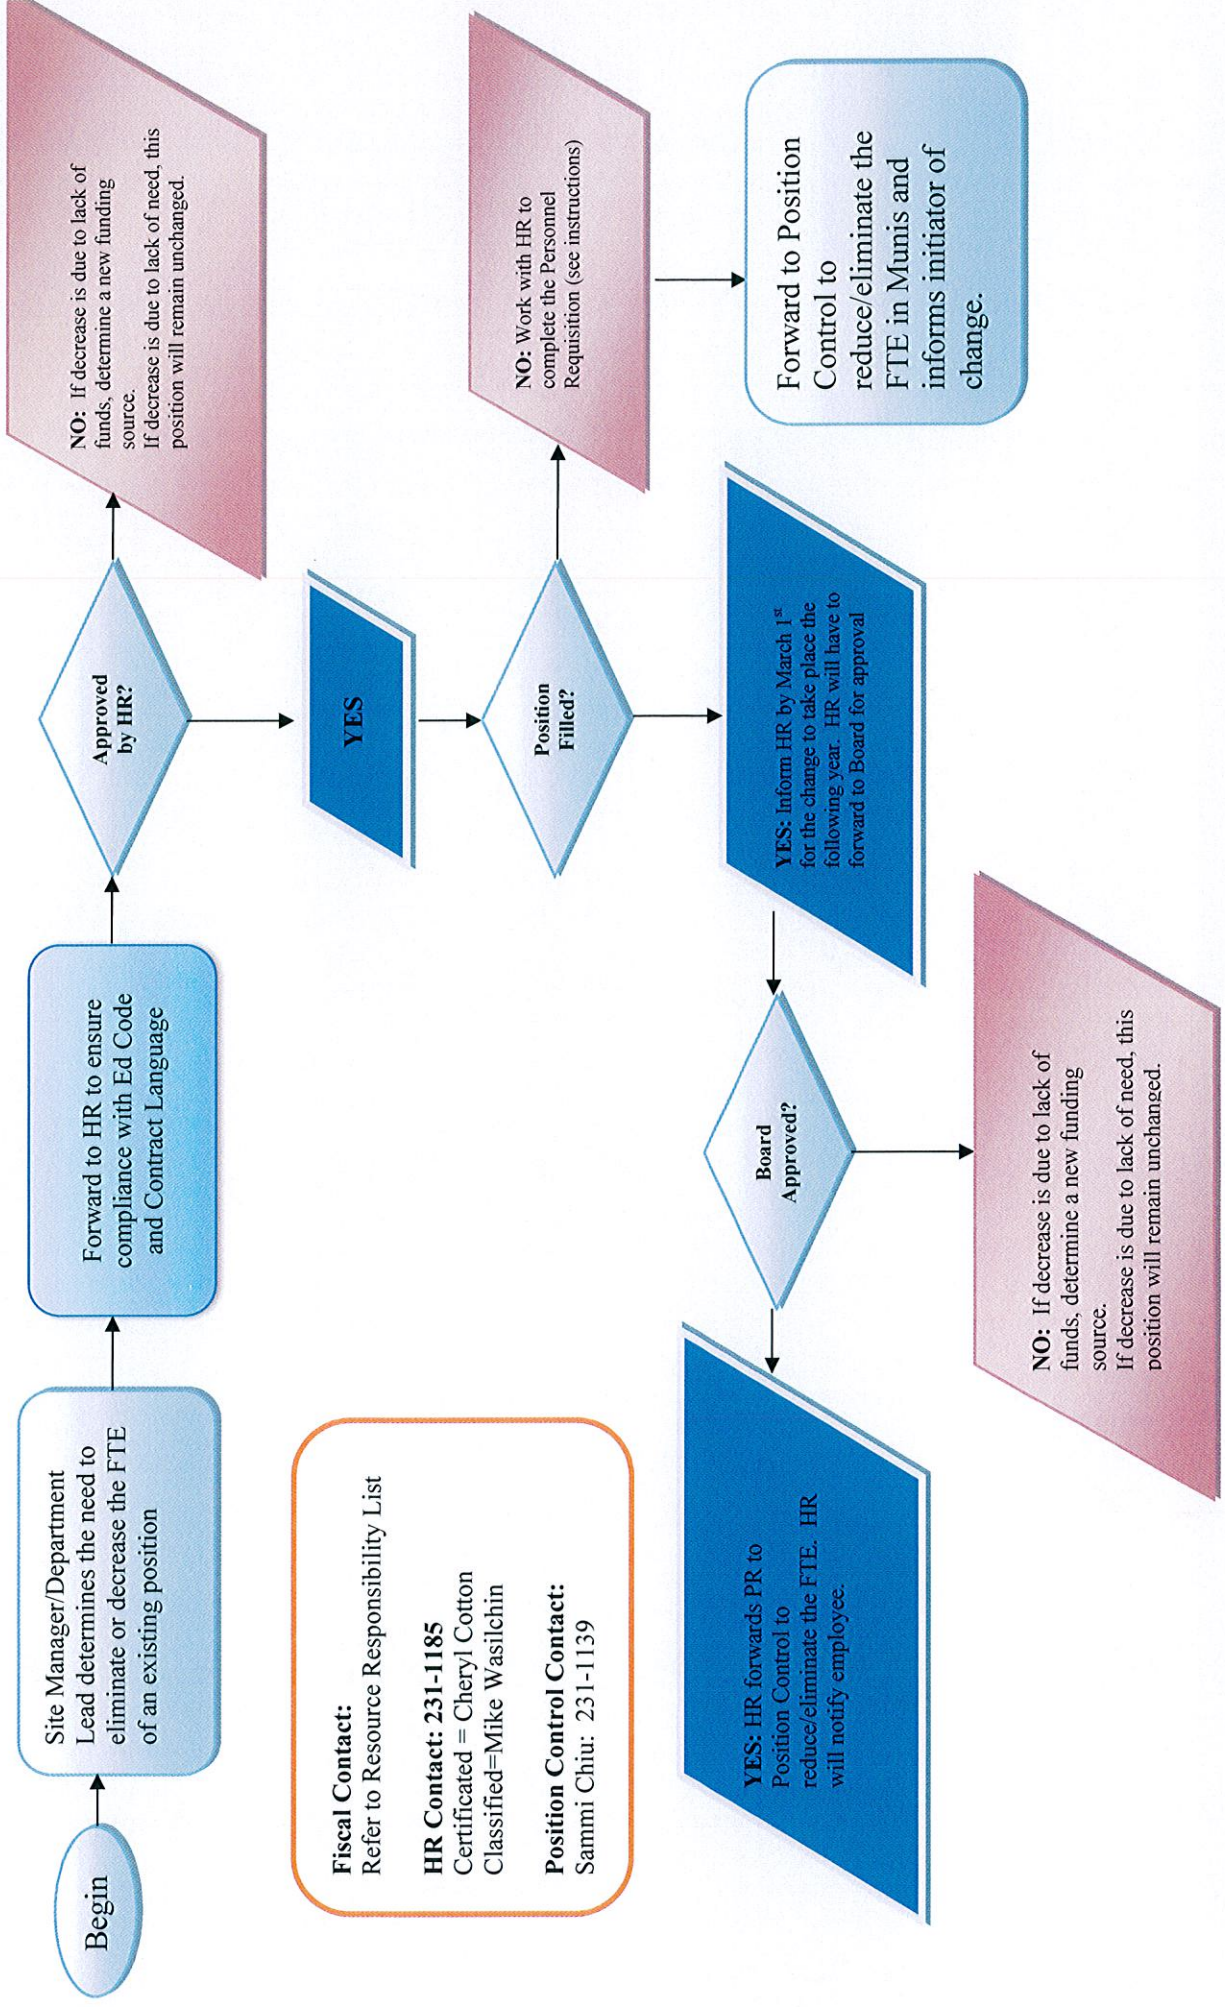 Begin
Site Manager/Department
Lead determines the need to
eliminate or decrease the FTE
of an existing position
Forward to HR to ensure
compliance with Ed Code
and Contract Language
Approved
by HR?
NO: If decrease is due to lack of
funds, determine a new funding
source.
If decrease is due to lack of need, this
position will remain unchanged.
YES
Position
Filled?
NO: Work with HR to
complete the Personnel
Requisition (see instructions)
Forward to Position
Control to
reduce/eliminate the
FTE in Munis and
informs initiator of
change.
YES: Inform HR by March 1st
for the change to take place the
following year. HR will have to
forward to Board for approval
Board
Approved?
YES: HR forwards PR to
Position Control to
reduce/eliminate the FTE. HR
will notify employee.
NO: If decrease is due to lack of
funds, determine a new funding
source.
If decrease is due to lack of need, this
position will remain unchanged.
Fiscal Contact:
Refer to Resource Responsibility List
HR Contact: 231-1185
Certificated = Cheryl Cotton
Classified=Mike Wasilchin
Position Control Contact:
Sammi Chiu: 231-1139